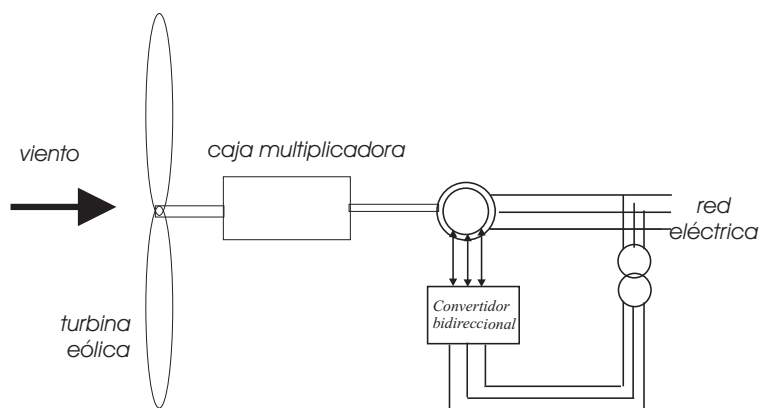 viento
caja multiplicadora
red
eléctrica
Convertidor
bidireccional
turbina
eólica